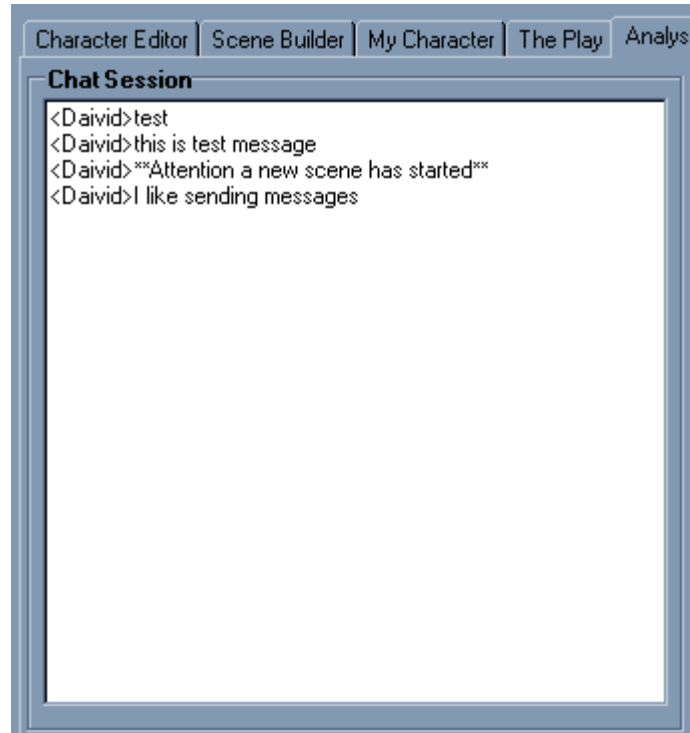 Character Editor Scene Builder My Character The Play Analys
Chat Session
<Daivid>test
<Daivid>this is test message
<Daivid>**Attention a new scene has started**
<Daivid>I like sending messages